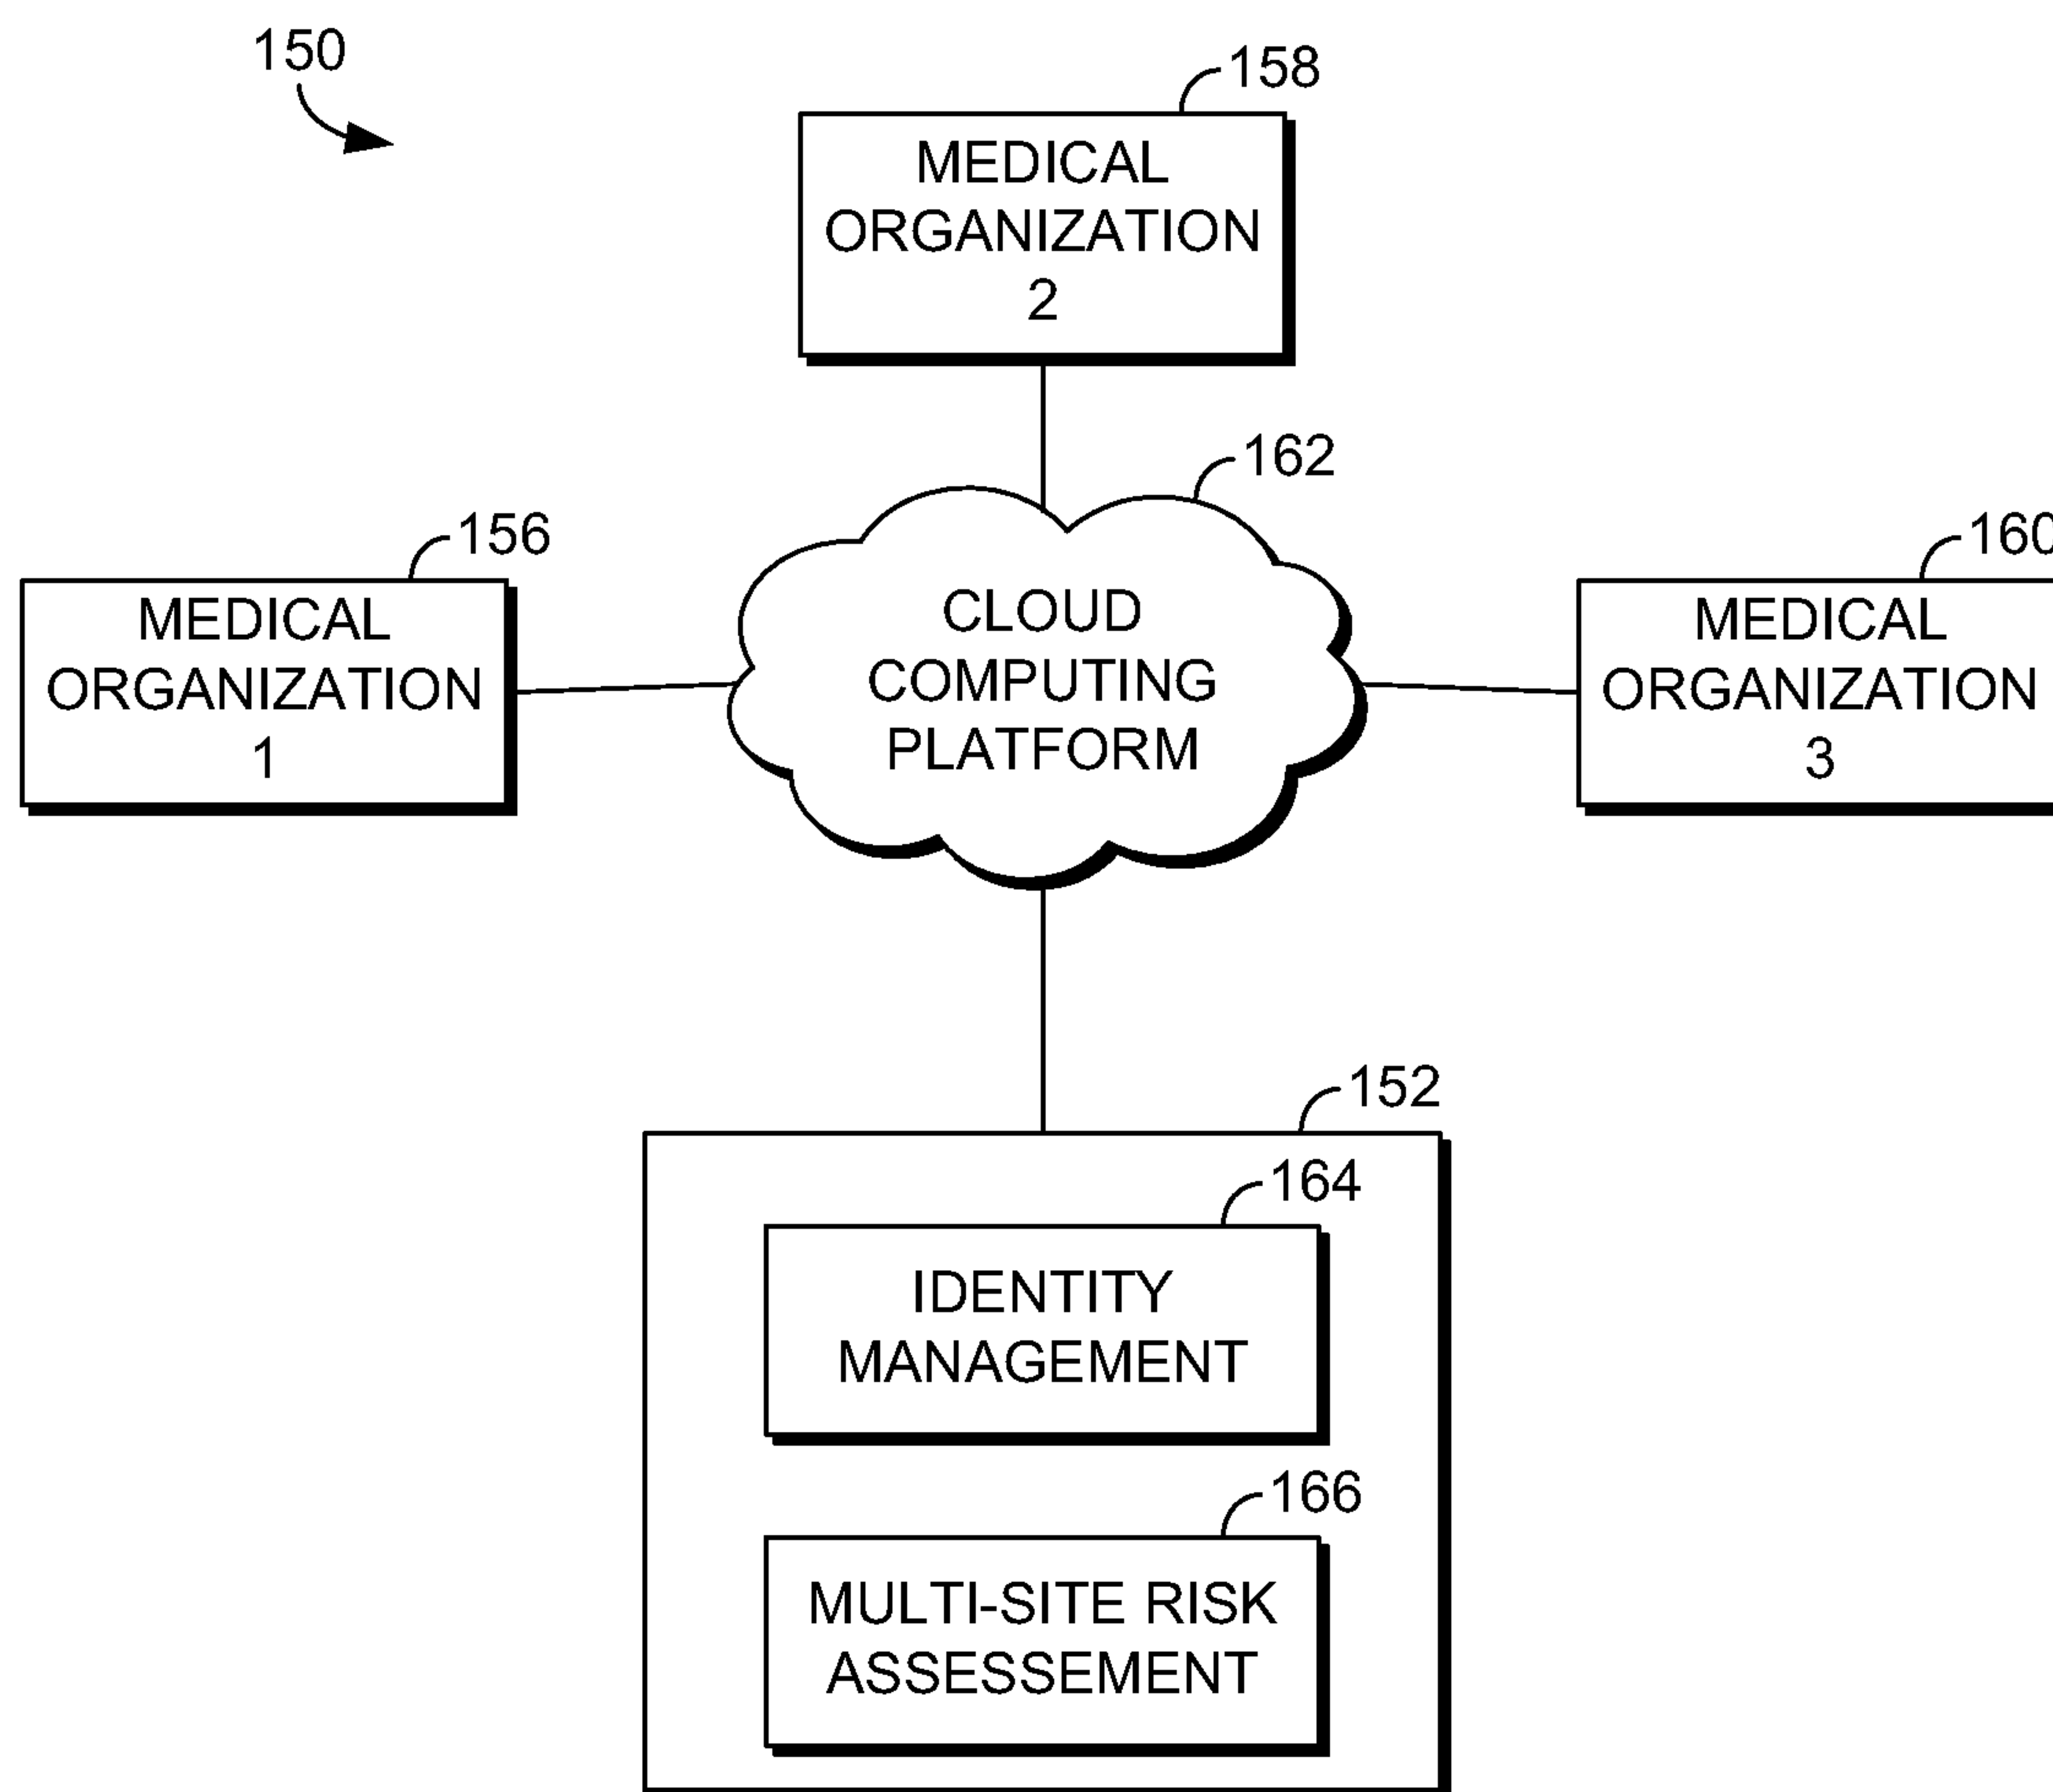 150
158
MEDICAL
ORGANIZATION
2
162
156
160
MEDICAL
ORGANIZATION
1
CLOUD
COMPUTING
PLATFORM
MEDICAL
ORGANIZATION
3
152
164
IDENTITY
MANAGEMENT
166
MULTI-SITE RISK
ASSESSEMENT